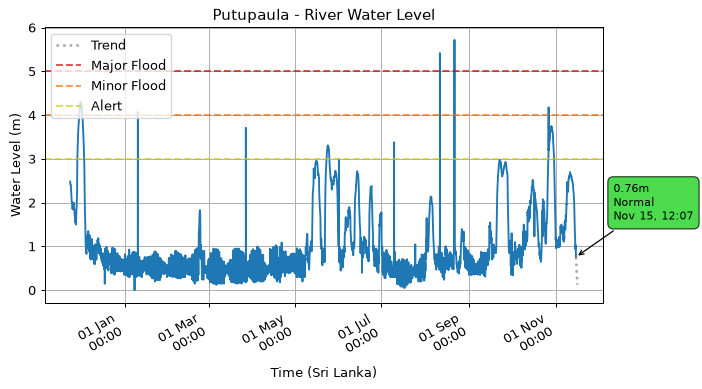 Putupaula - River Water Level
6
5
4
3
2
1
0
Water Level (m)
Trend
Major Flood
Minor Flood
Alert
0.76m
Normal
Nov 15, 12:07
01 Jan
00:00
01 Mar
00:00
01 May
00:00
01 Jul
00:00
01 Sep
00:00
01 Nov
00:00
Time (Sri Lanka)